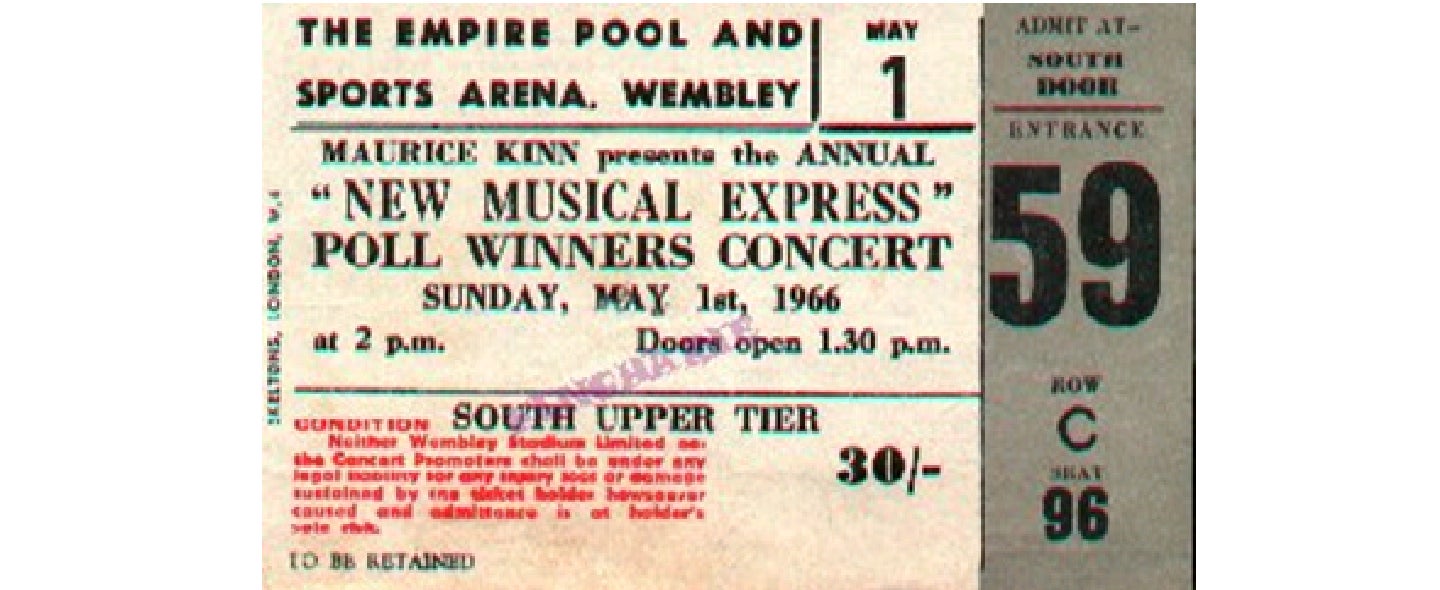 THE EMPIRE POOL AND
SPORTS ARENA. WEMBLEY
MAY
1
MAURICE KINN presents the ANNUAL
"NEW MUSICAL EXPRESS"
POLL WINNERS CONCERT
SUNDAY, MAY 1st, 1966
at 2 p.m. Doors open 1.30 p.m.
SOUTH UPPER TIER
30/-
CONDITION
Neither Wembley Stadium Limited nor
the Concert Promoters shall be under any
legal liability for any injury loss or damage
sustained by the ticket holder howsoever
caused and admittance is at holder's
sole risk.
TO BE RETAINED
SKELTONS, LONDON, W.
ADMIT AT-
SOUTH
DOOR
ENTRANCE
59
ROW
C
SEAT
96